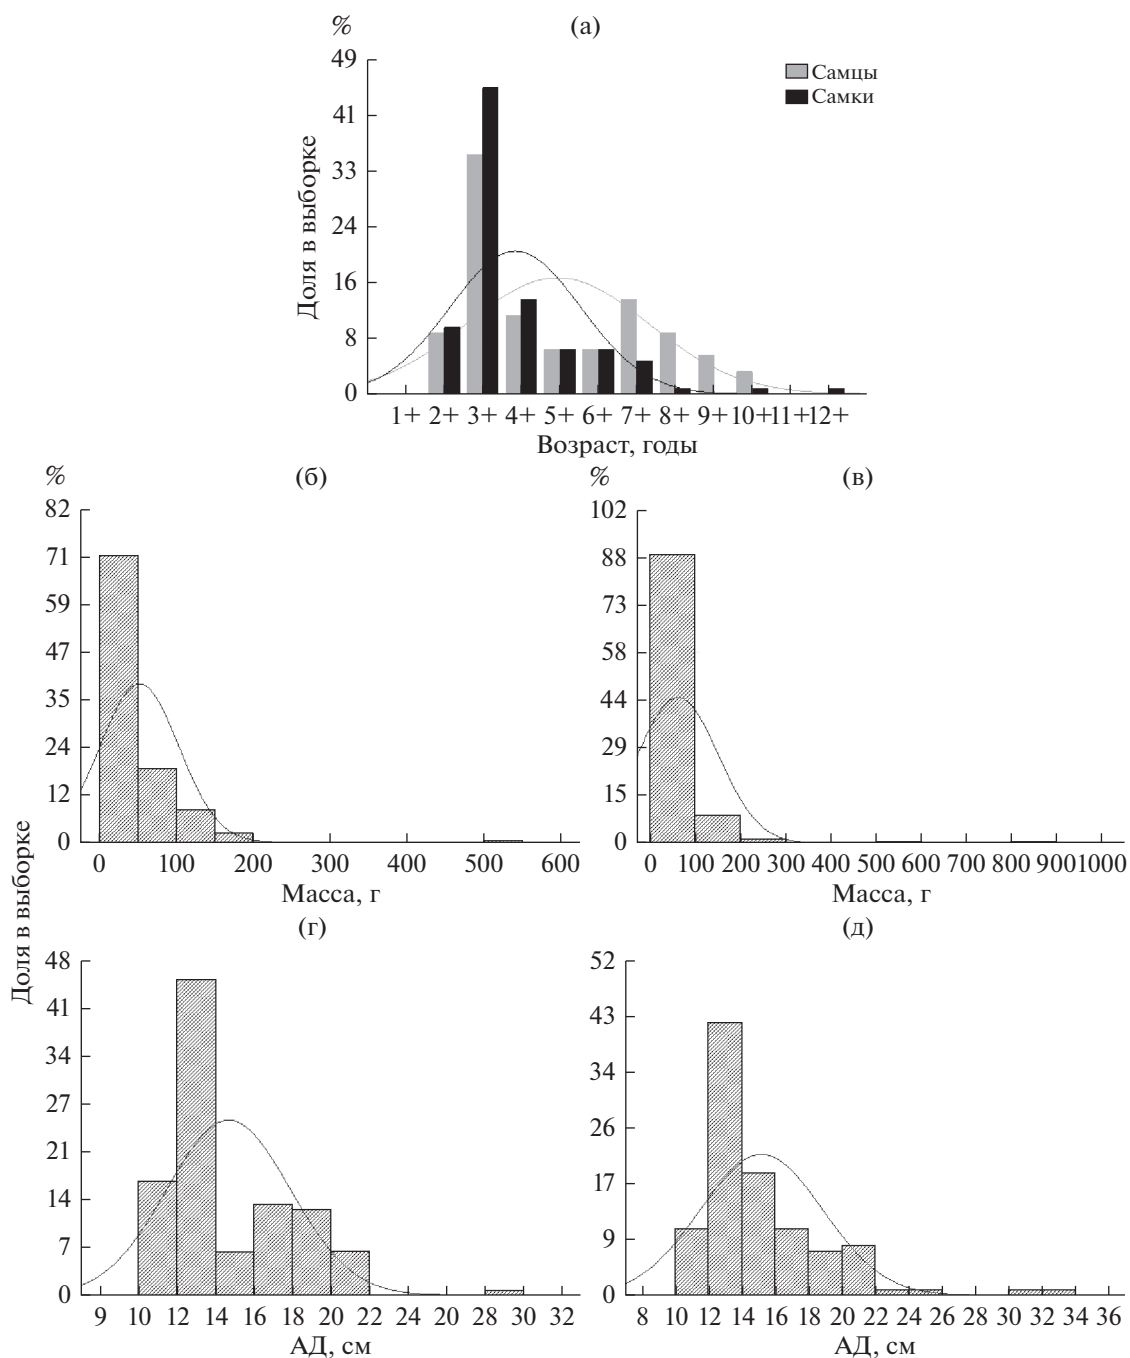 % (а)
49
41
33
24
16
8
0
Доля в выборке
Самцы
Самки
1+ 2+ 3+ 4+ 5+ 6+ 7+ 8+ 9+ 10+ 11+ 12+
Возраст, годы
% (б)
82
71
59
47
35
24
12
0
0 100 200 300 400 500 600
Масса, г
% (в)
102
88
73
58
44
29
15
0
0 100 200 300 400 500 600 700 800 900 1000
Масса, г
Доля в выборке
(г)
48
41
34
27
21
14
7
0
9 10 12 14 16 18 20 22 24 26 20 30 32
АД, см
(д)
52
43
34
26
17
9
0
8 10 12 14 16 18 20 22 24 26 28 30 32 34 36
АД, см